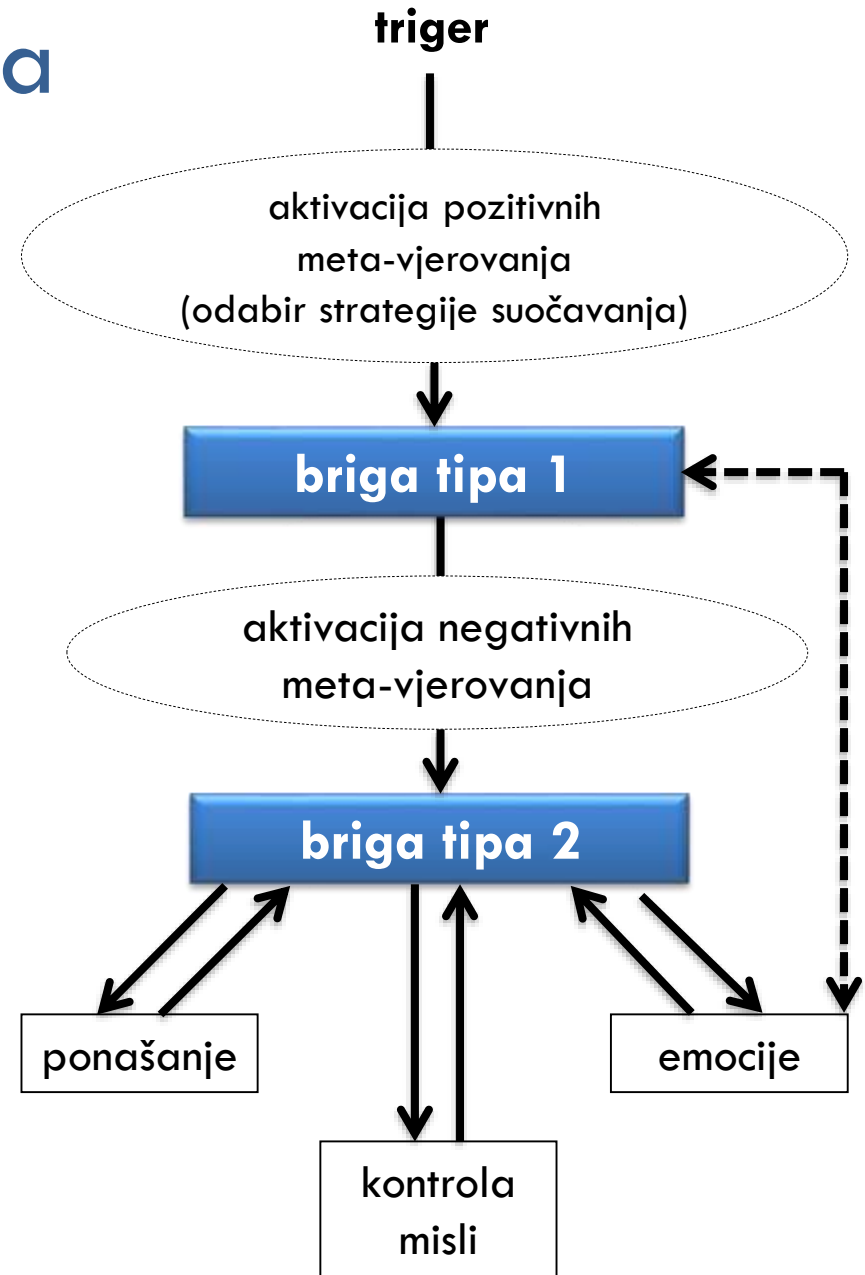 a
triger
aktivacija pozitivnih
meta-vjerovanja
(odabir strategije suočavanja)
briga tipa 1
aktivacija negativnih
meta-vjerovanja
briga tipa 2
ponašanje
emocije
kontrola
misli